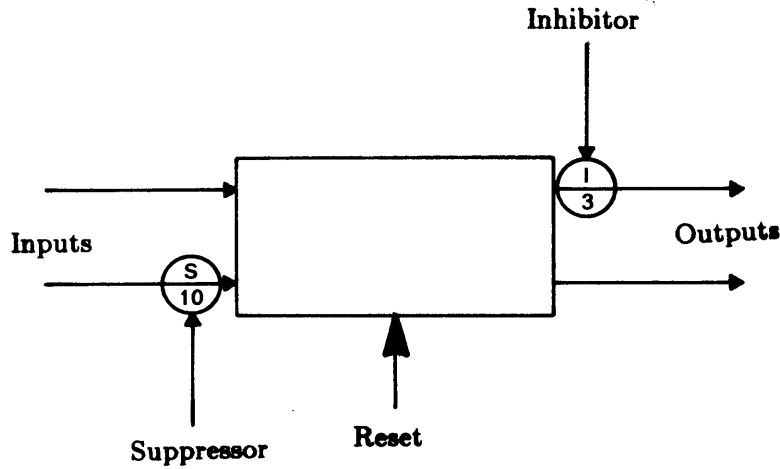 Inhibitor
I
3
Inputs
Outputs
S
10
Reset
Suppressor